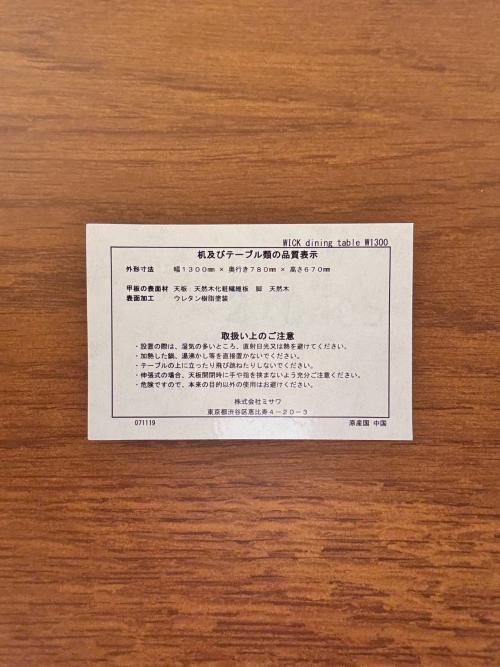 WICK dining table W1300
机及びテーブル類の品質表示
外形寸法 幅１３００㎜ × 奥行き７８０㎜ × 高さ６７０㎜
甲板の表面材 天板 天然木化粧繊維板 脚 天然木
表面加工 ウレタン樹脂塗装
取扱い上のご注意
・設置の際は、湿気の多いところ、直射日光又は熱を避けてください。
・加熱した鍋、湯沸かし等を直接置かないでください。
・テーブルの上に立ったり飛び跳ねたりしないでください。
・伸張式の場合、天板開閉時に手や指を挟まないよう充分ご注意ください。
・危険ですので、本来の目的以外の使用はお避けください。
株式会社ミサワ
東京都渋谷区恵比寿４－２０－３
071119 原産国 中国